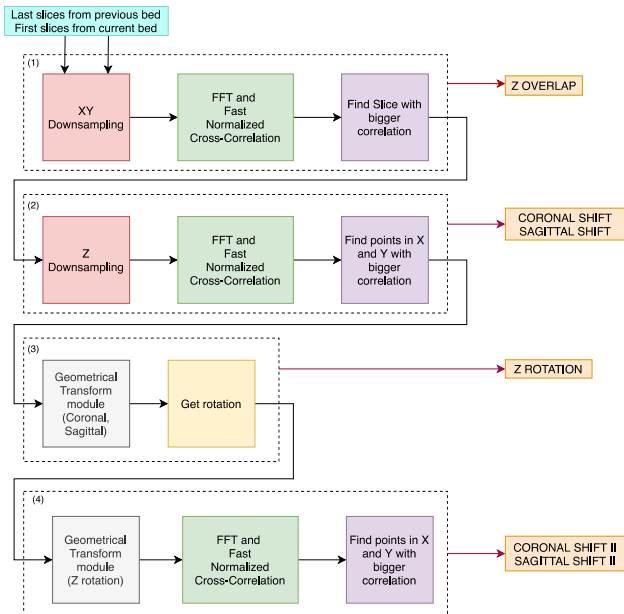 Last slices from previous bed
First slices from current bed
(1)
XY
Downsampling
FFT and
Fast
Normalized
Cross-Correlation
Find Slice with
bigger
correlation
Z OVERLAP
(2)
Z
Downsampling
FFT and
Fast
Normalized
Cross-Correlation
Find points in X
and Y with
bigger
correlation
CORONAL SHIFT
SAGITTAL SHIFT
(3)
Geometrical
Transform
module
(Coronal,
Sagittal)
Get rotation
Z ROTATION
(4)
Geometrical
Transform
module
(Z rotation)
FFT and
Fast
Normalized
Cross-Correlation
Find points in X
and Y with
bigger
correlation
CORONAL SHIFT II
SAGITTAL SHIFT II